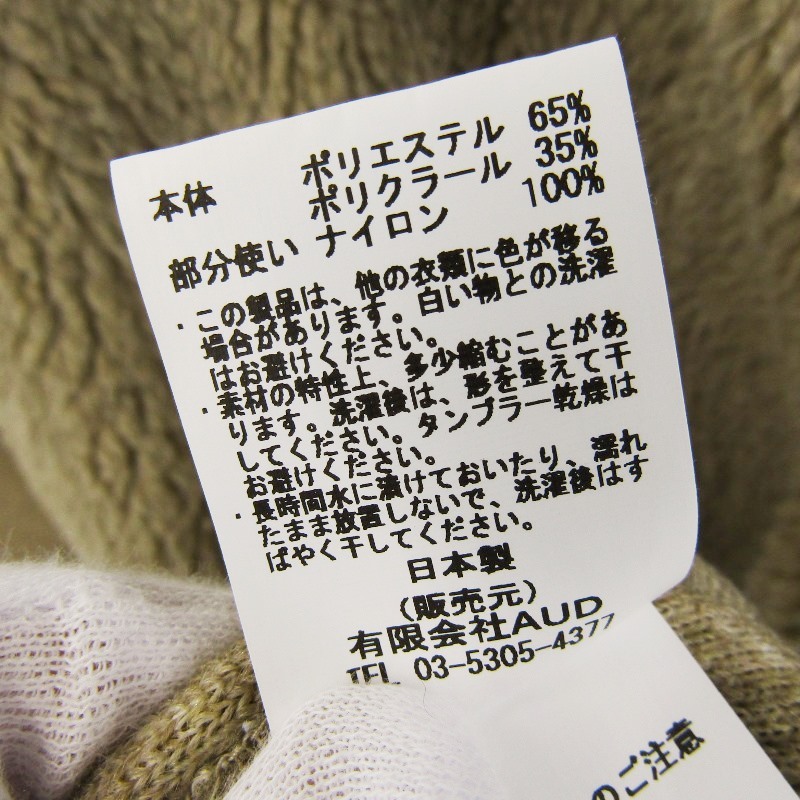 本体 ポリエステル 65%
ポリクラール 35%
部分使い ナイロン 100%
・この製品は、他の衣類に色が移る
場合があります。白い物との洗濯
はお避けください。
・素材の特性上、多少縮むことがあ
ります。洗濯後は、形を整えて干
してください。タンブラー乾燥は
お避けください。
・長時間水に漬けておいたり、濡れ
たまま放置しないで、洗濯後はす
ばやく干してください。
日本製
(販売元)
有限会社AUD
TEL 03-5305-4377
のご注意